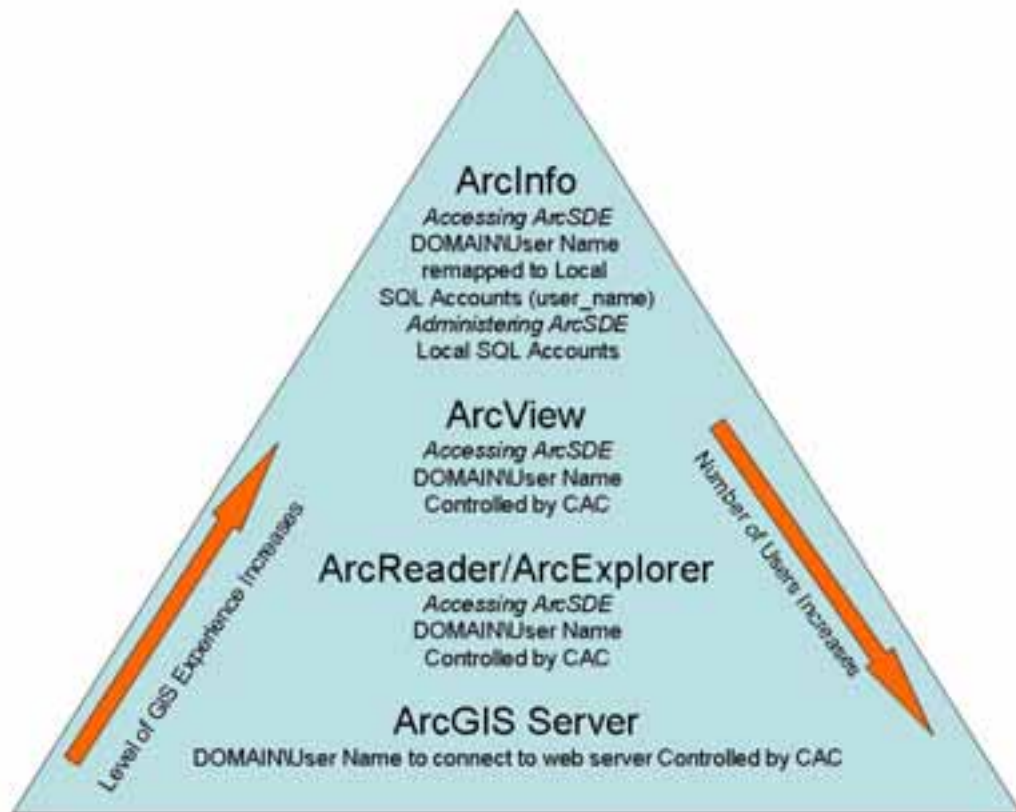 ArcInfo
Accessing ArcSDE
DOMAIN\User Name
remapped to Local
SQL Accounts (user_name)
Administering ArcSDE
Local SQL Accounts
ArcView
Accessing ArcSDE
DOMAIN\User Name
Controlled by CAC
ArcReader/ArcExplorer
Accessing ArcSDE
DOMAIN\User Name
Controlled by CAC
ArcGIS Server
DOMAIN\User Name to connect to web server Controlled by CAC
Level of GIS Experience Increases
Number of Users Increases